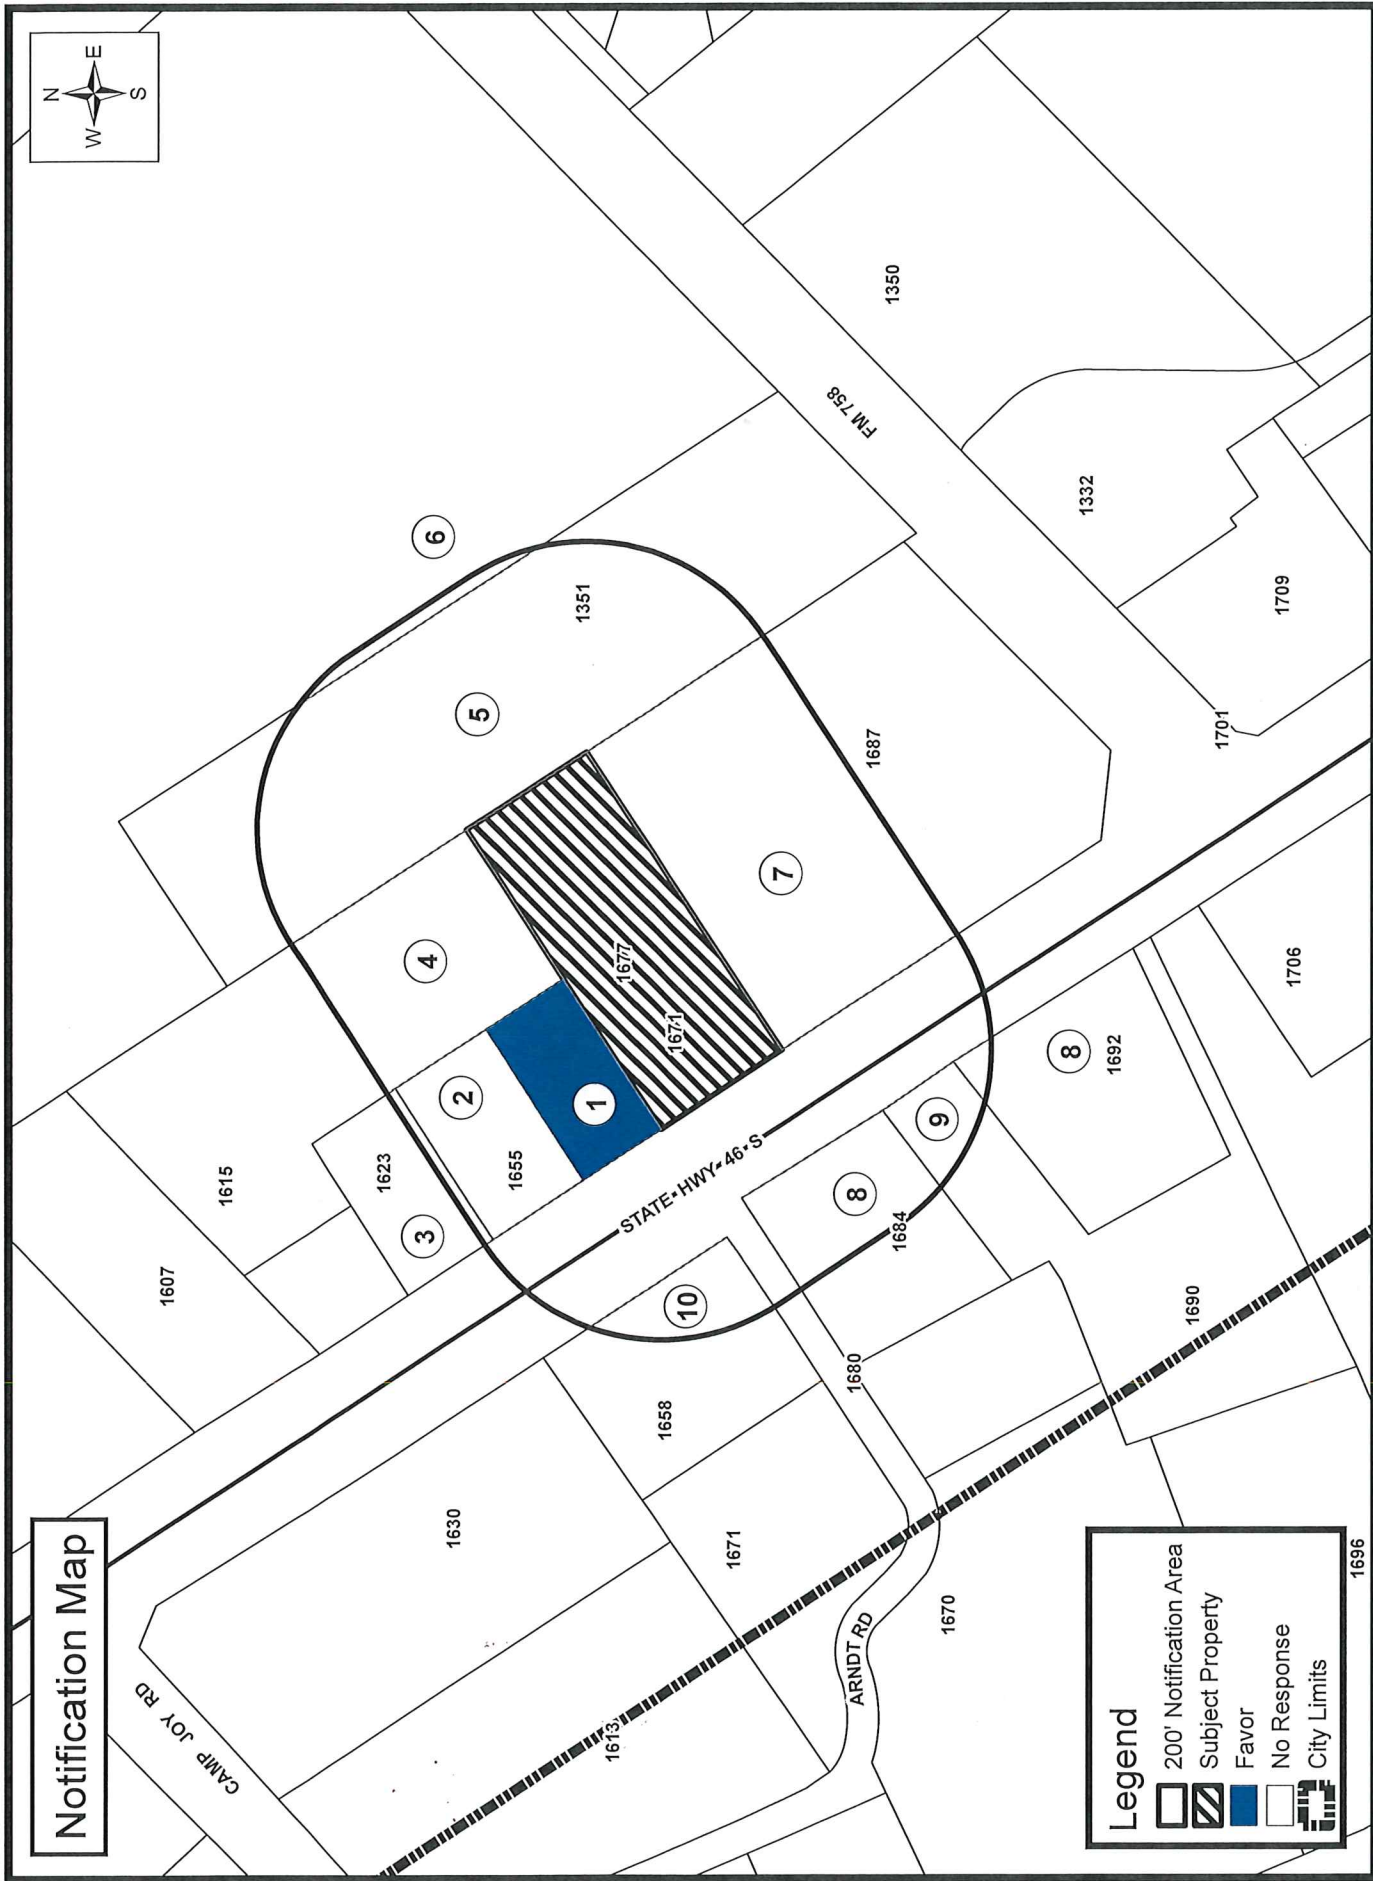 Notification Map
N
W E
S
CAMP JOY RD
1607
1615
1623
3
2
1655
4
1
5
6
1351
1677
1671
7
1687
FM 758
1350
1332
1709
1701
STATE HWY 46 S
10
8
1684
9
8
1692
1706
1630
1658
1680
1690
1671
1613
ARNDT RD
1670
1696
Legend
200' Notification Area
Subject Property
Favor
No Response
City Limits